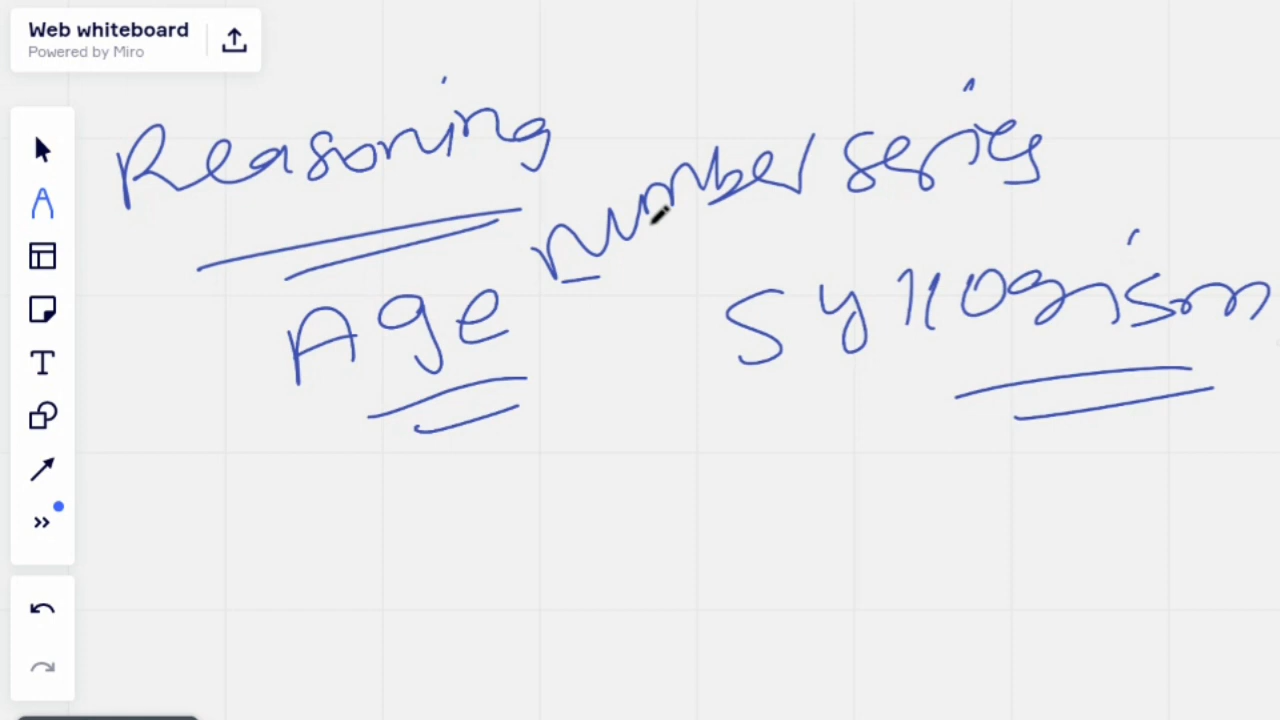 Web whiteboard
Powered by Miro
Reasoning
number series
Age
Syllogism
T